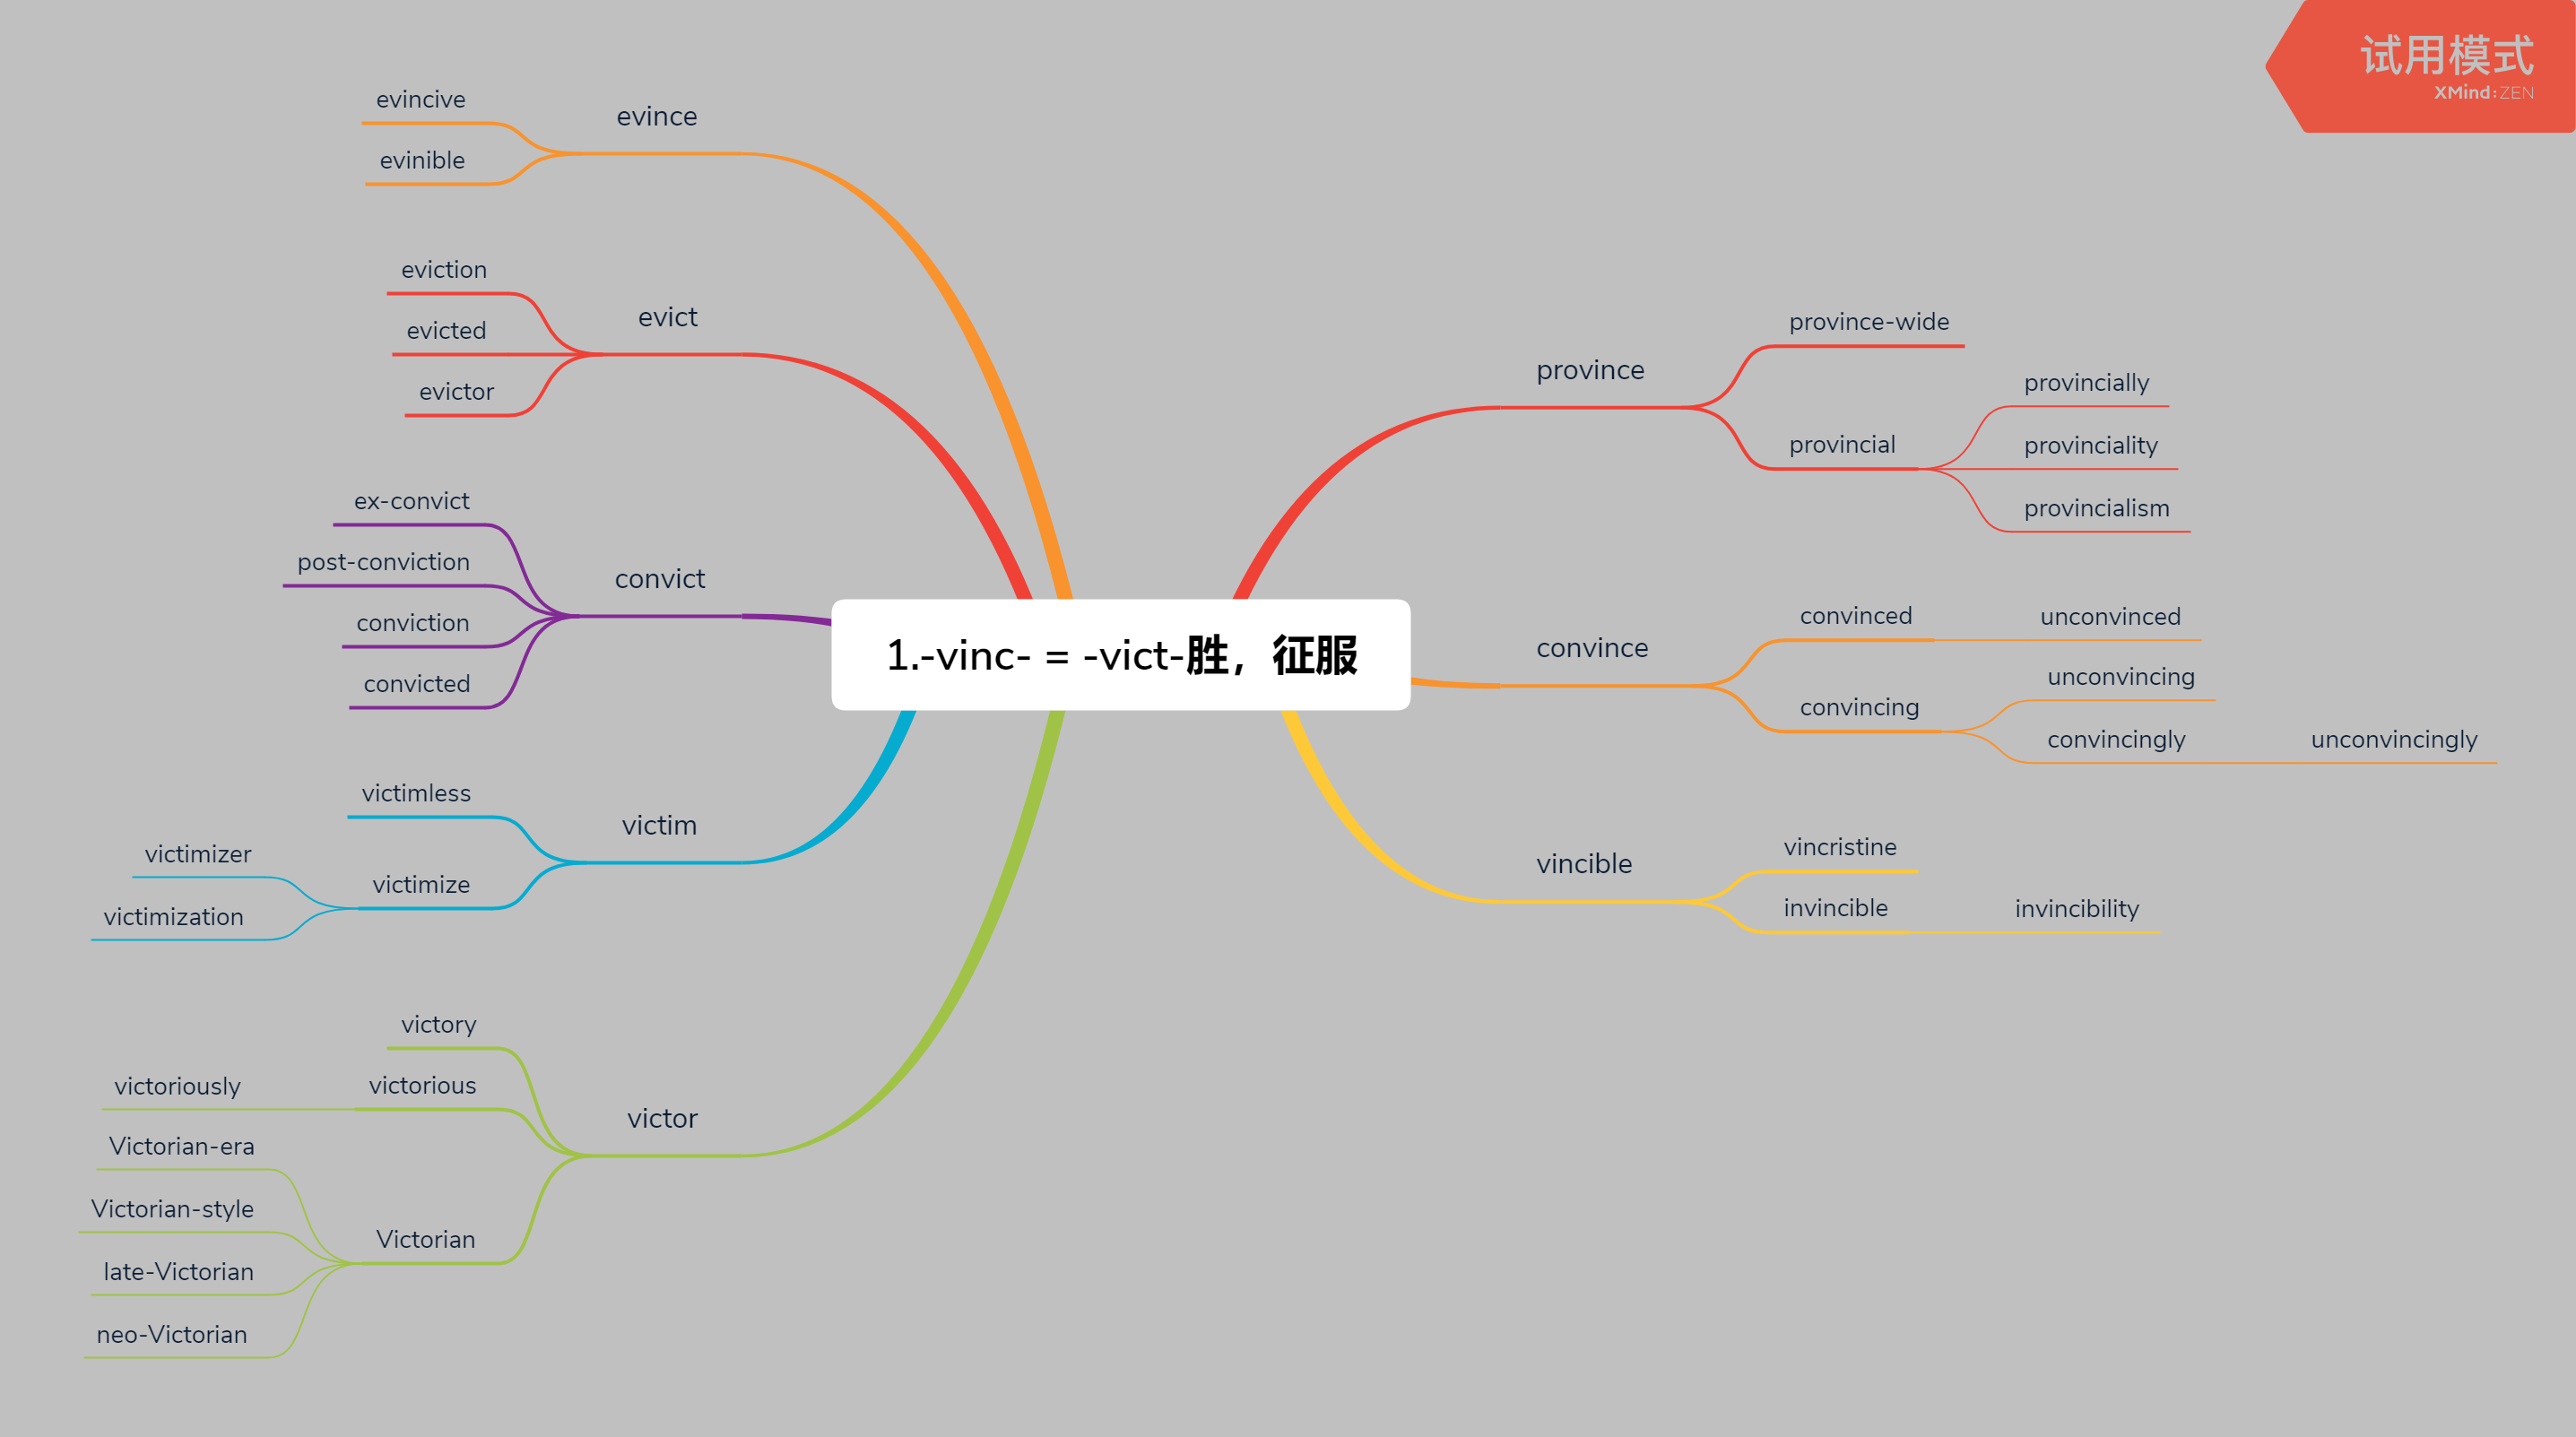 试用模式
XMind:ZEN
1.-vinc- = -vict-胜，征服
province
province-wide
provincial
provincially
provinciality
provincialism
convince
convinced
unconvinced
convincing
unconvincing
convincingly
unconvincingly
vincible
vincristine
invincible
invincibility
evince
evincive
evinible
evict
eviction
evicted
evictor
convict
ex-convict
post-conviction
conviction
convicted
victim
victimless
victimize
victimizer
victimization
victor
victory
victorious
victoriously
Victorian
Victorian-era
Victorian-style
late-Victorian
neo-Victorian